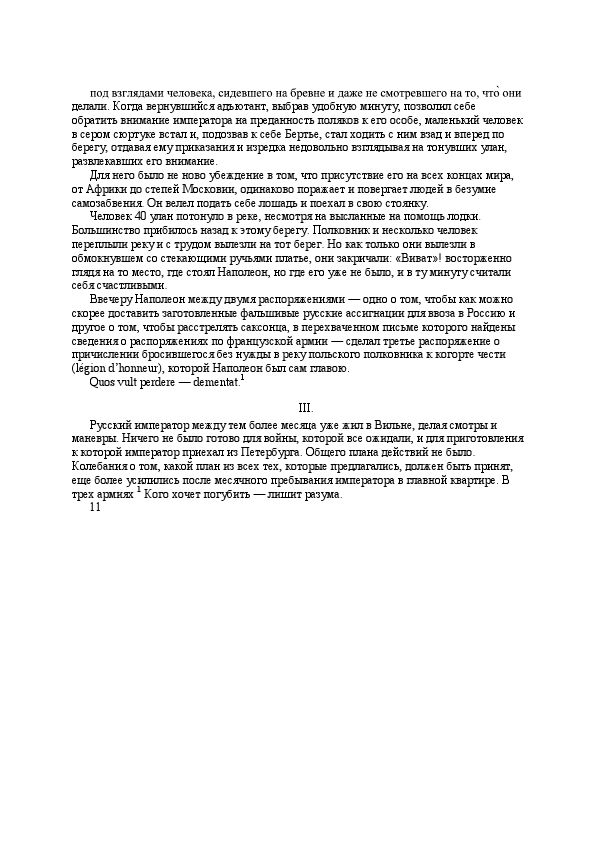 под взглядами человека, сидевшего на бревне и даже не смотревшего на то, что̀ они
делали. Когда вернувшийся адъютант, выбрав удобную минуту, позволил себе
обратить внимание императора на преданность поляков к его особе, маленький человек
в сером сюртуке встал и, подозвав к себе Бертье, стал ходить с ним взад и вперед по
берегу, отдавая ему приказания и изредка недовольно взглядывая на тонувших улан,
развлекавших его внимание.
Для него было не ново убеждение в том, что присутствие его на всех концах мира,
от Африки до степей Московии, одинаково поражает и повергает людей в безумие
самозабвения. Он велел подать себе лошадь и поехал в свою стоянку.
Человек 40 улан потонуло в реке, несмотря на высланные на помощь лодки.
Большинство прибилось назад к этому берегу. Полковник и несколько человек
переплыли реку и с трудом вылезли на тот берег. Но как только они вылезли в
обмокнувшем со стекающими ручьями платье, они закричали: «Виват»! восторженно
глядя на то место, где стоял Наполеон, но где его уже не было, и в ту минуту считали
себя счастливыми.
Ввечеру Наполеон между двумя распоряжениями — одно о том, чтобы как можно
скорее доставить заготовленные фальшивые русские ассигнации для ввоза в Россию и
другое о том, чтобы расстрелять саксонца, в перехваченном письме которого найдены
сведения о распоряжениях по французской армии — сделал третье распоряжение о
причислении бросившегося без нужды в реку польского полковника к когорте чести
(légion d’honneur), которой Наполеон был сам главою.
Quos vult perdere — dementat.1
III.
Русский император между тем более месяца уже жил в Вильне, делая смотры и
маневры. Ничего не было готово для войны, которой все ожидали, и для приготовления
к которой император приехал из Петербурга. Общего плана действий не было.
Колебания о том, какой план из всех тех, которые предлагались, должен быть принят,
еще более усилились после месячного пребывания императора в главной квартире. В
трех армиях 1 Кого хочет погубить — лишит разума.
11